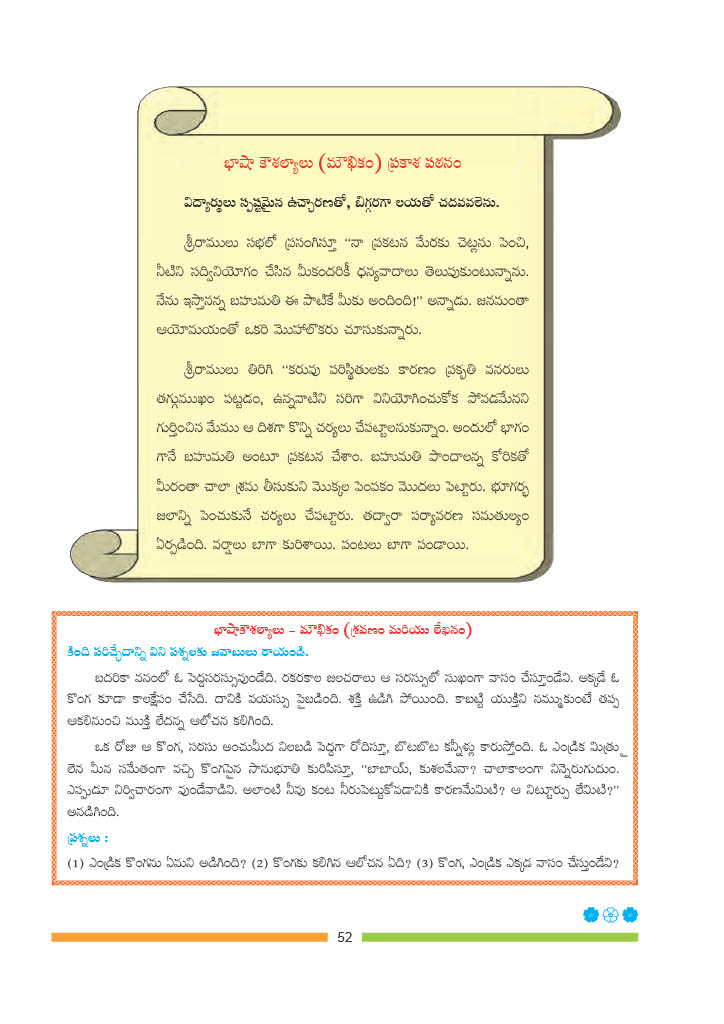 భాషా కౌశల్యాలు (మౌఖికం) ప్రకాశ పఠనం
విద్యార్థులు స్పష్టమైన ఉచ్చారణతో, బిగ్గరగా లయతో చదవవలెను.
శ్రీరాములు సభలో ప్రసంగిస్తూ “నా ప్రకటన మేరకు చెట్లను పెంచి,
నీటిని సద్వినియోగం చేసిన మీకందరికీ ధన్యవాదాలు తెలుపుకుంటున్నాను.
నేను ఇస్తానన్న బహుమతి ఈ పాటికే మీకు అందింది!” అన్నాడు. జనమంతా
ఆయోమయంతో ఒకరి మొహాలొకరు చూసుకున్నారు.
శ్రీరాములు తిరిగి “కరువు పరిస్థితులకు కారణం ప్రకృతి వనరులు
తగ్గుముఖం పట్టడం, ఉన్నవాటిని సరిగా వినియోగించుకోక పోవడమేనని
గుర్తించిన మేము ఆ దిశగా కొన్ని చర్యలు చేపట్టాలనుకున్నాం. అందులో భాగం
గానే బహుమతి అంటూ ప్రకటన చేశాం. బహుమతి పొందాలన్న కోరికతో
మీరంతా చాలా శ్రమ తీసుకుని మొక్కల పెంపకం మొదలు పెట్టారు. భూగర్భ
జలాన్ని పెంచుకునే చర్యలు చేపట్టారు. తద్వారా పర్యావరణ సమతుల్యం
ఏర్పడింది. వర్షాలు బాగా కురిశాయి. పంటలు బాగా పండాయి.
భాషాకౌశల్యాలు – మౌఖికం (శ్రవణం మరియు లేఖనం)
కింది పరిచ్ఛేదాన్ని విని ప్రశ్నలకు జవాబులు రాయండి.
బదరికా వనంలో ఓ పెద్దసరస్సువుండేది. రకరకాల జలచరాలు ఆ సరస్సులో సుఖంగా వాసం చేస్తూండేవి. అక్కడే ఓ
కొంగ కూడా కాలక్షేపం చేసేది. దానికి వయస్సు పైబడింది. శక్తి ఉడిగి పోయింది. కాబట్టి యుక్తిని నమ్ముకుంటే తప్ప
ఆకలినుంచి ముక్తి లేదన్న ఆలోచన కలిగింది.
ఒక రోజు ఆ కొంగ, సరసు అంచుమీద నిలబడి పెద్దగా రోదిస్తూ, బొటబొట కన్నీళ్లు కారుస్తోంది. ఓ ఎండ్రిక మిత్రు
లైన మీన సమేతంగా వచ్చి కొంగపైన సానుభూతి కురిపిస్తూ, “బాబాయ్, కుశలమేనా? చాలాకాలంగా నిన్నెరుగుదుం.
ఎప్పుడూ నిర్విచారంగా వుండేవాడివి. అలాంటి నీవు కంట నీరుపెట్టుకోవడానికి కారణమేమిటి? ఆ నిట్టూర్పు లేమిటి?”
అనడిగింది.
ప్రశ్నలు :
(1) ఎండ్రిక కొంగను ఏమని అడిగింది? (2) కొంగకు కలిగిన ఆలోచన ఏది? (3) కొంగ, ఎండ్రిక ఎక్కడ వాసం చేస్తుండేవి?
52